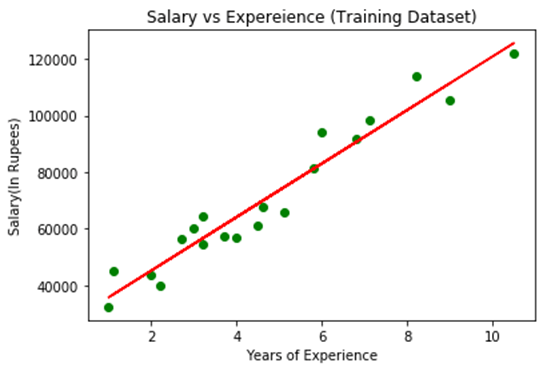 Salary vs Expereience (Training Dataset)
120000
100000
80000
60000
40000
Salary(In Rupees)
2 4 6 8 10
Years of Experience